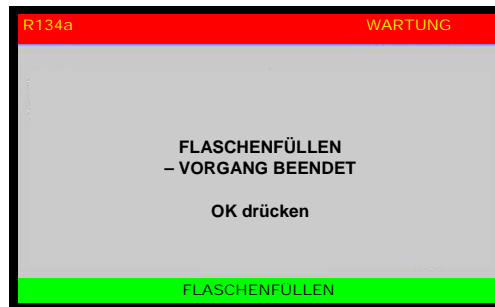 R134a WARTUNG
FLASCHENFÜLLEN
– VORGANG BEENDET
OK drücken
FLASCHENFÜLLEN